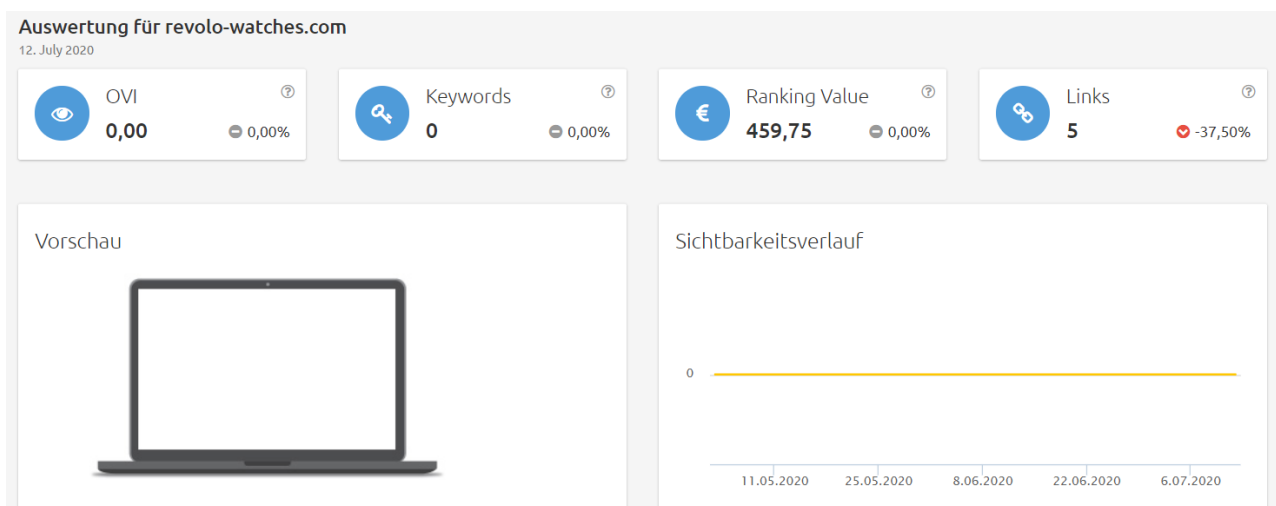 Auswertung für revolo-watches.com
12. July 2020
OVI
0,00
0,00%
Keywords
0
0,00%
Ranking Value
459,75
0,00%
Links
5
-37,50%
Vorschau
Sichtbarkeitsverlauf
0
11.05.2020 25.05.2020 8.06.2020 22.06.2020 6.07.2020